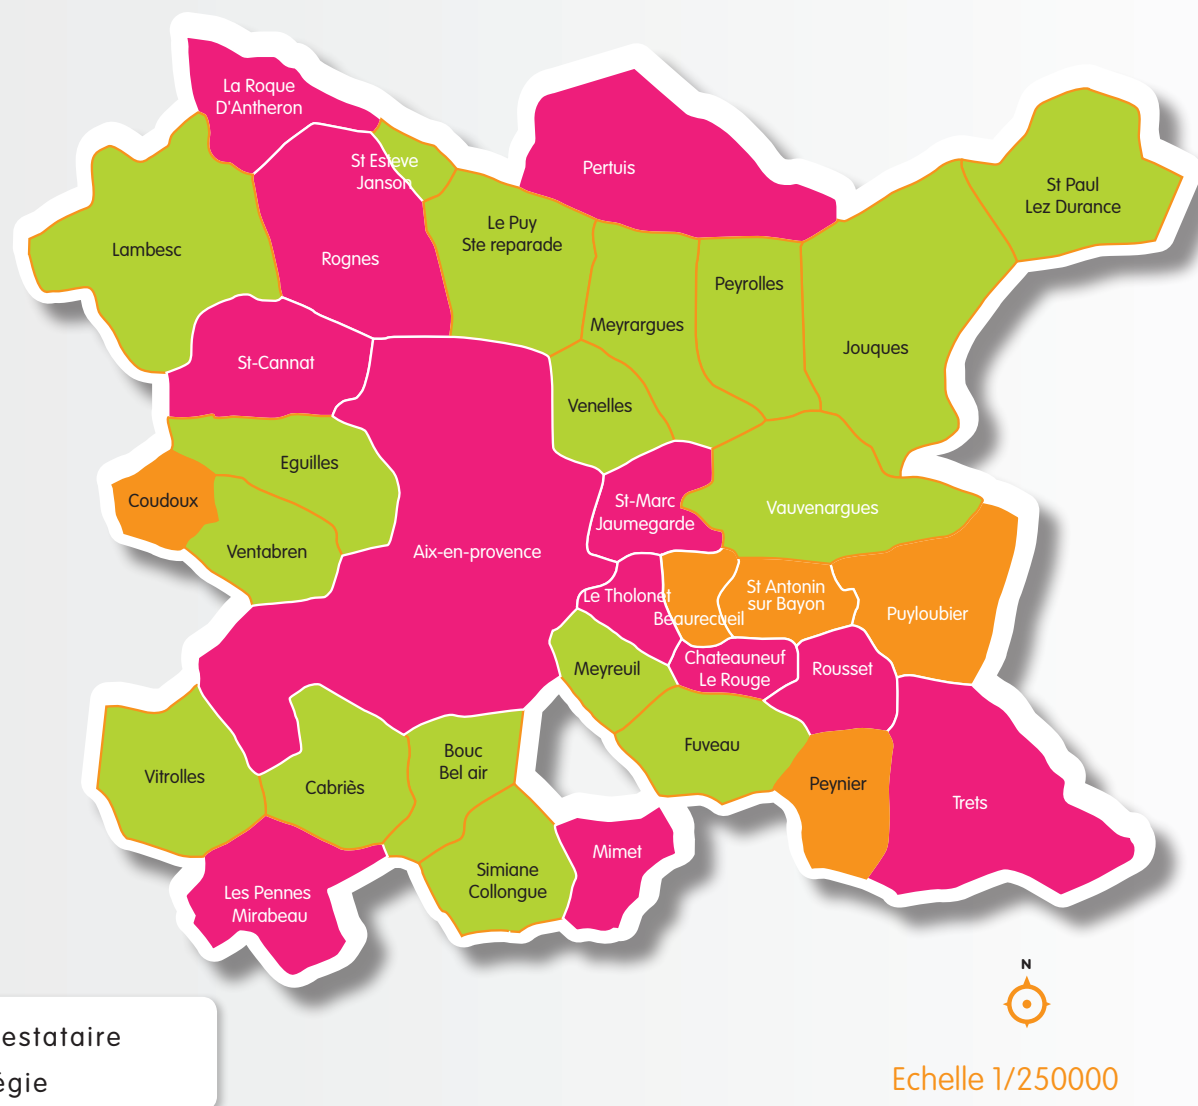 La Roque
D'Antheron
Pertuis
St Esteve
Janson
St Paul
Lez Durance
Le Puy
Ste reparade
Lambesc
Rognes
Peyrolles
Meyrargues
Jouques
St-Cannat
Venelles
Eguilles
Coudoux
St-Marc
Jaumegarde
Vauvenargues
Ventabren
Aix-en-provence
Le Tholonet
St Antonin
sur Bayon
Beaurecueil
Puyloubier
Meyreuil
Chateauneuf
Le Rouge
Rousset
Fuveau
Bouc
Bel air
Vitrolles
Cabriès
Peynier
Trets
Mimet
Simiane
Collongue
Les Pennes
Mirabeau
N
estataire
égie
Echelle 1/250000